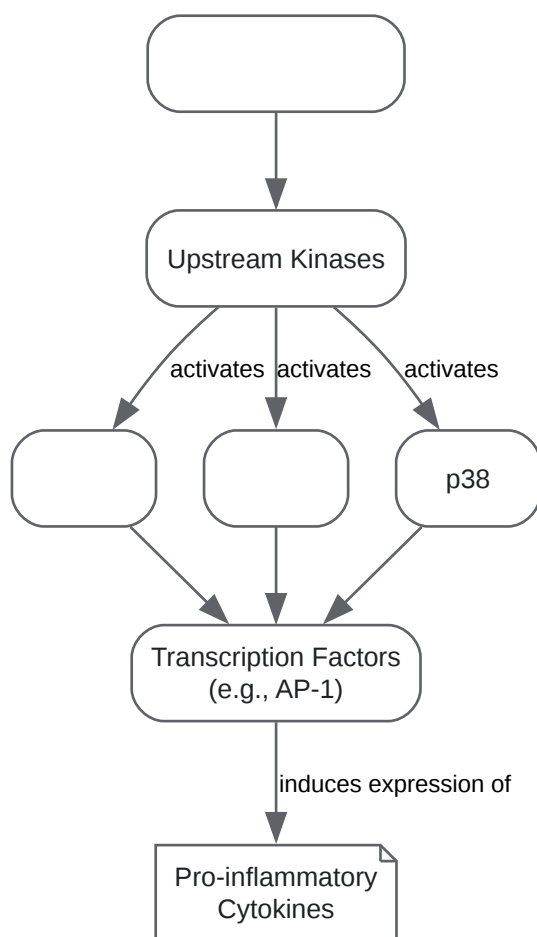 Upstream Kinases
activates
activates
activates
p38
Transcription Factors
(e.g., AP-1)
induces expression of
Pro-inflammatory
Cytokines